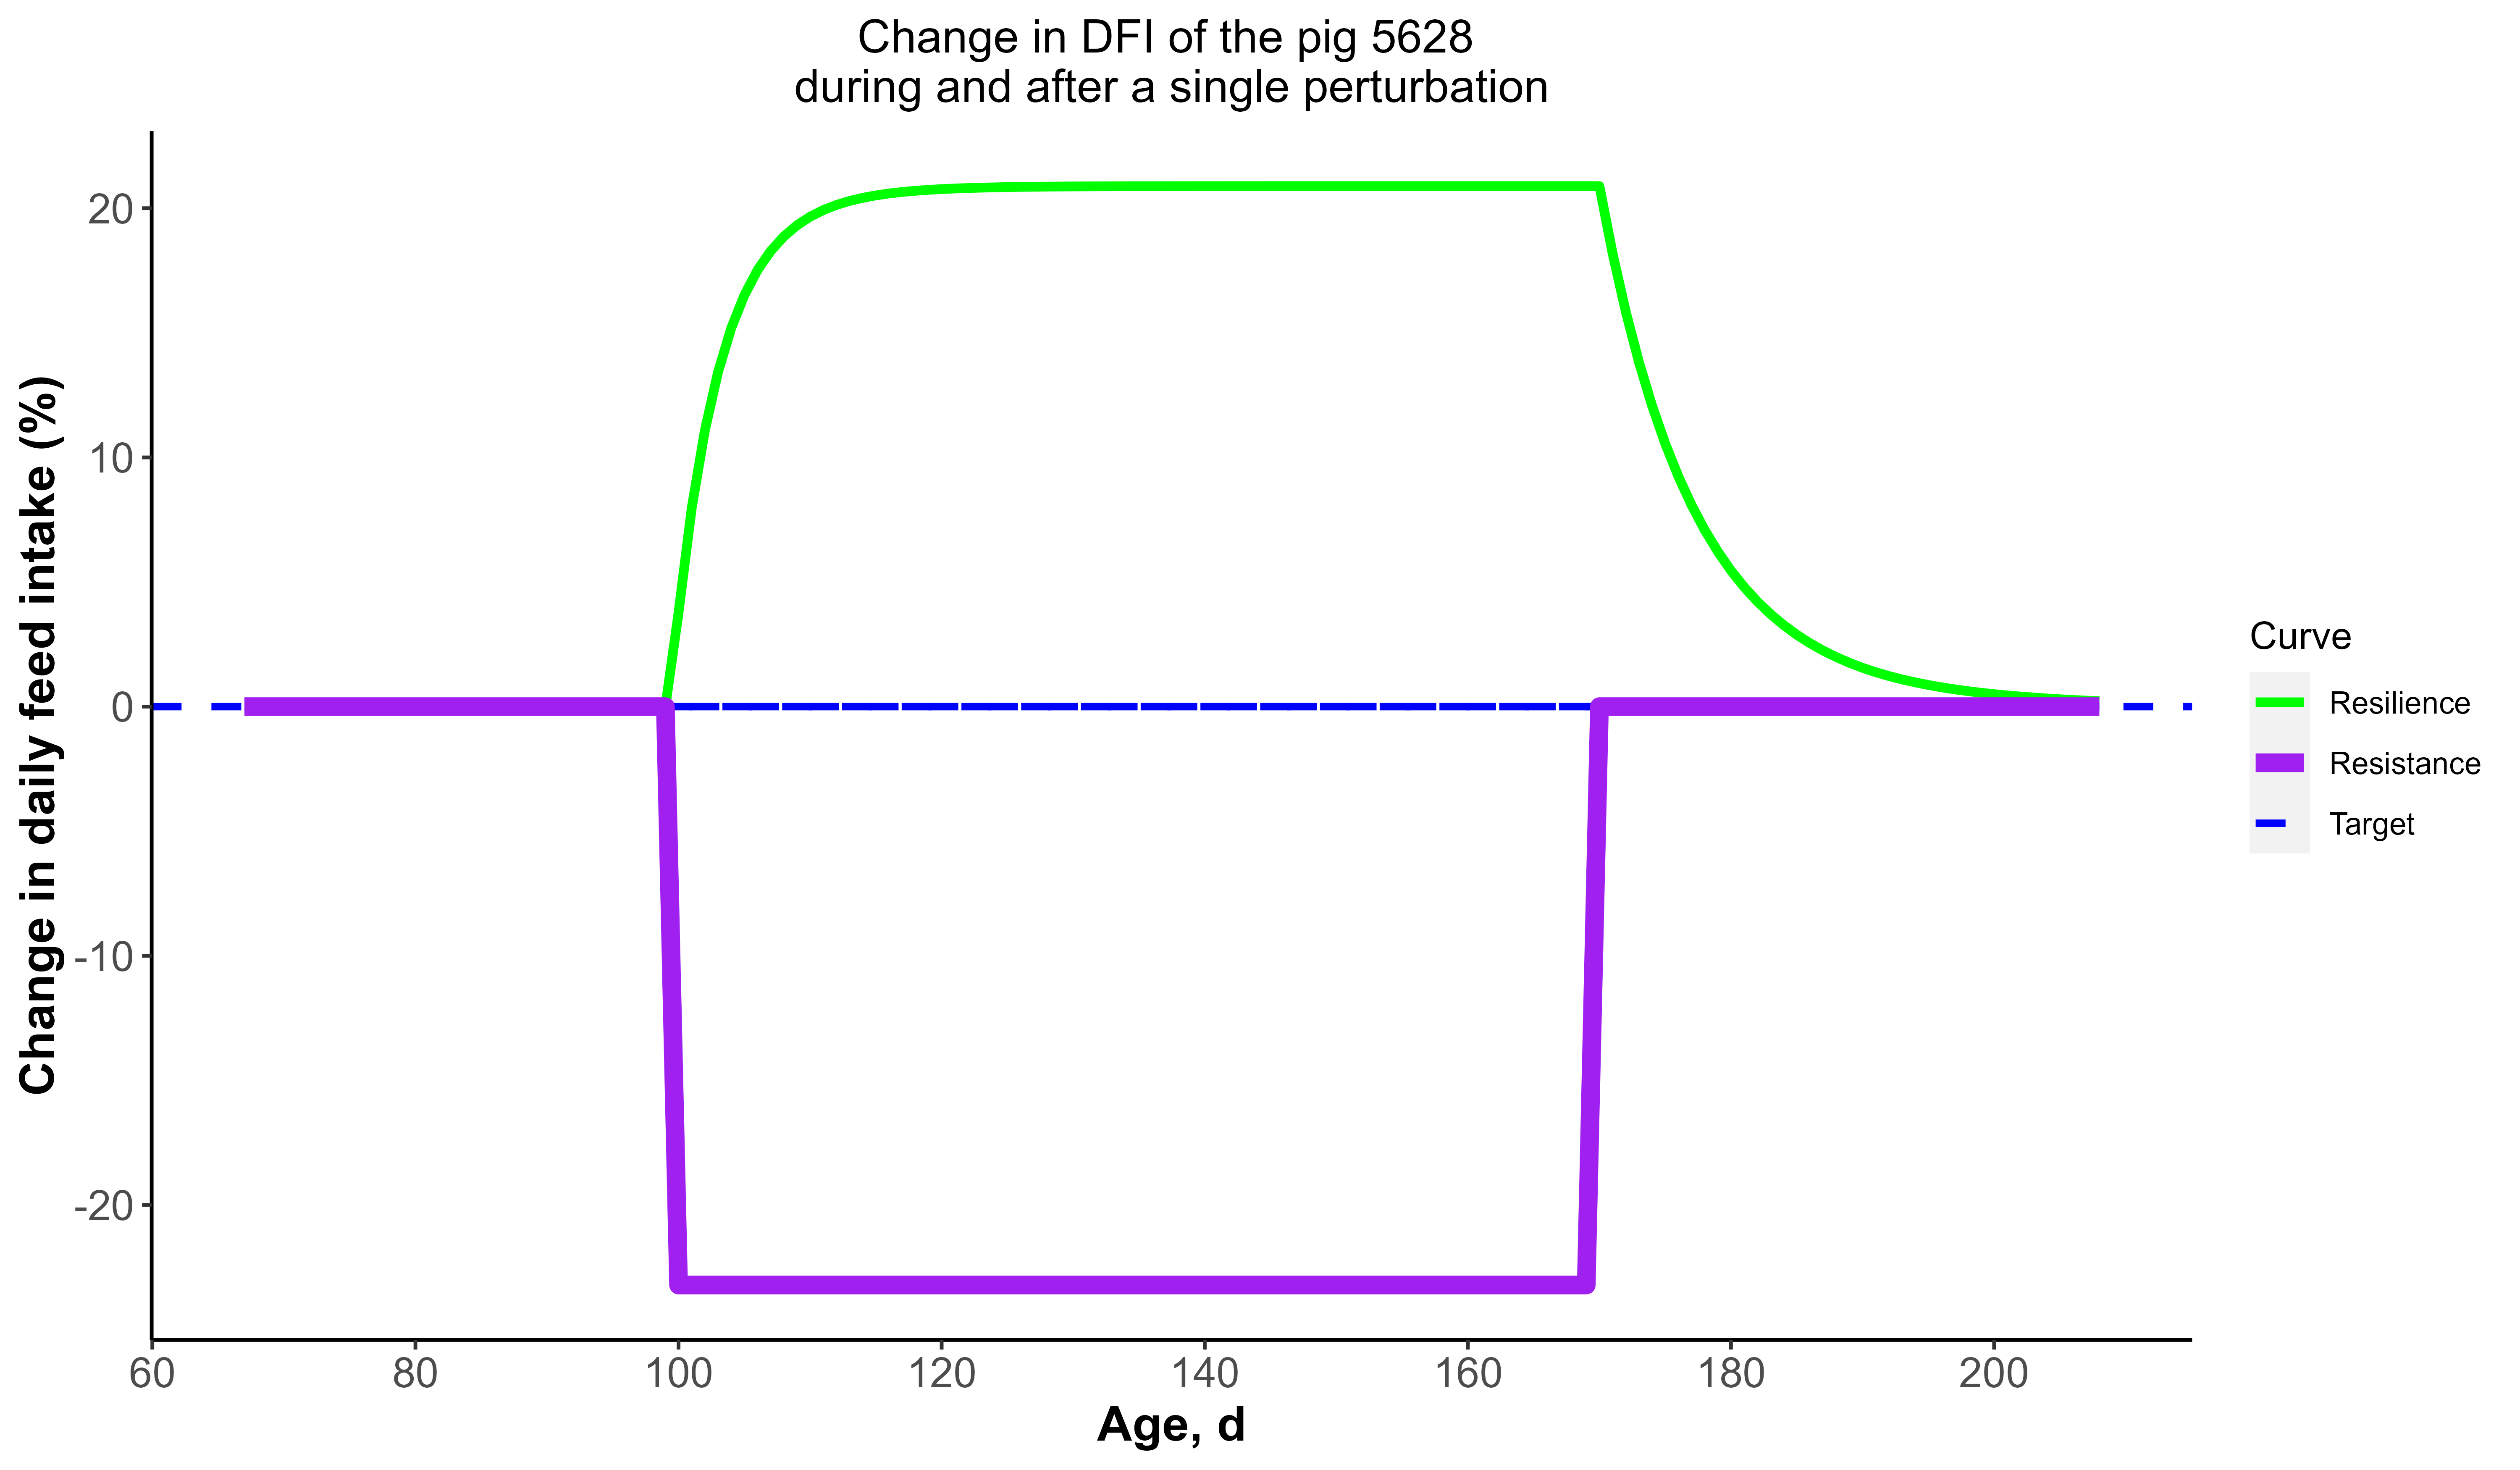 Change in DFI of the pig 5628
during and after a single perturbation
Change in daily feed intake (%)
20
10
0
-10
-20
60 80 100 120 140 160 180 200
Age, d
Curve
Resilience
Resistance
Target